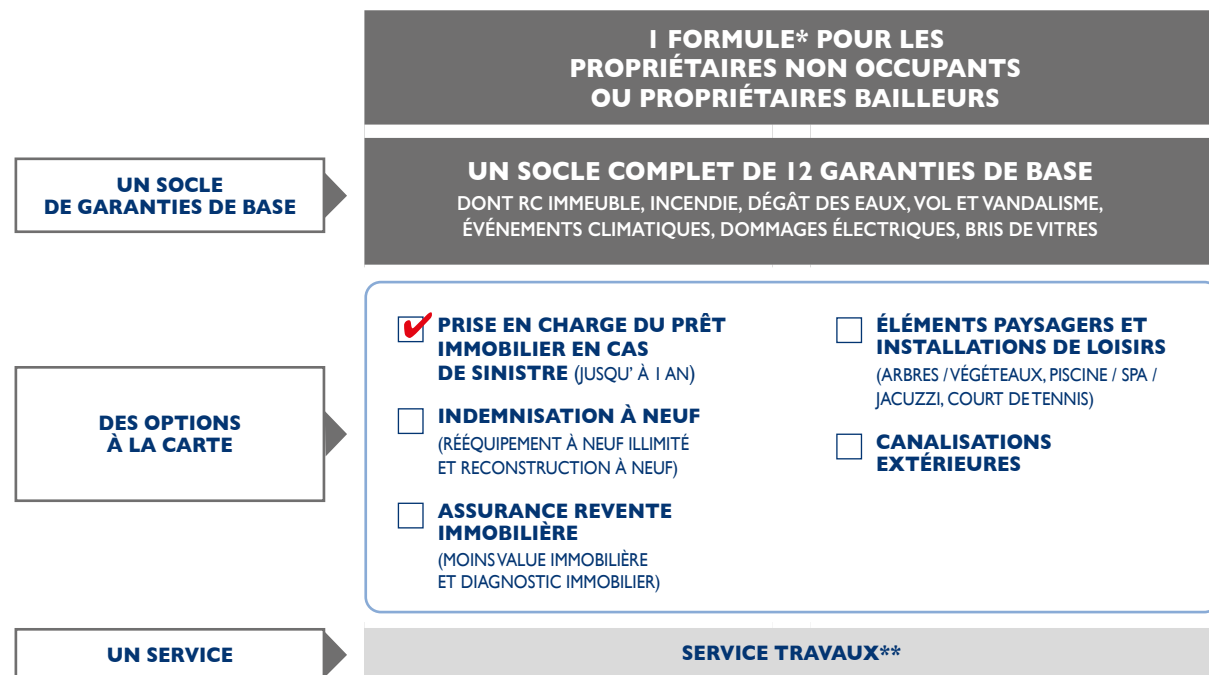 1 FORMULE* POUR LES
PROPRIÉTAIRES NON OCCUPANTS
OU PROPRIÉTAIRES BAILLEURS
UN SOCLE
DE GARANTIES DE BASE
UN SOCLE COMPLET DE 12 GARANTIES DE BASE
DONT RC IMMEUBLE, INCENDIE, DÉGÂT DES EAUX, VOL ET VANDALISME,
ÉVÉNEMENTS CLIMATIQUES, DOMMAGES ÉLECTRIQUES, BRIS DE VITRES
DES OPTIONS
À LA CARTE
PRISE EN CHARGE DU PRÊT
IMMOBILIER EN CAS
DE SINISTRE (JUSQU' À 1 AN)
INDEMNISATION À NEUF
(RÉÉQUIPEMENT À NEUF ILLIMITÉ
ET RECONSTRUCTION À NEUF)
ASSURANCE REVENTE
IMMOBILIÈRE
(MOINS VALUE IMMOBILIÈRE
ET DIAGNOSTIC IMMOBILIER)
ÉLÉMENTS PAYSAGERS ET
INSTALLATIONS DE LOISIRS
(ARBRES / VÉGÉTEAUX, PISCINE / SPA /
JACUZZI, COURT DE TENNIS)
CANALISATIONS
EXTÉRIEURES
UN SERVICE
SERVICE TRAVAUX**